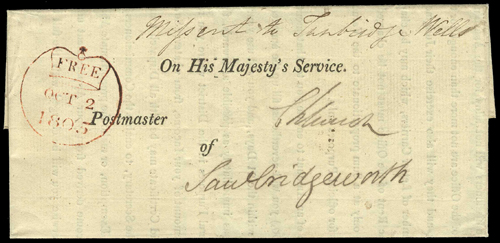 Missent to Tunbridge Wells
On His Majesty's Service.
FREE
OCT 2
1805
Postmaster
of
Sawbridgeworth